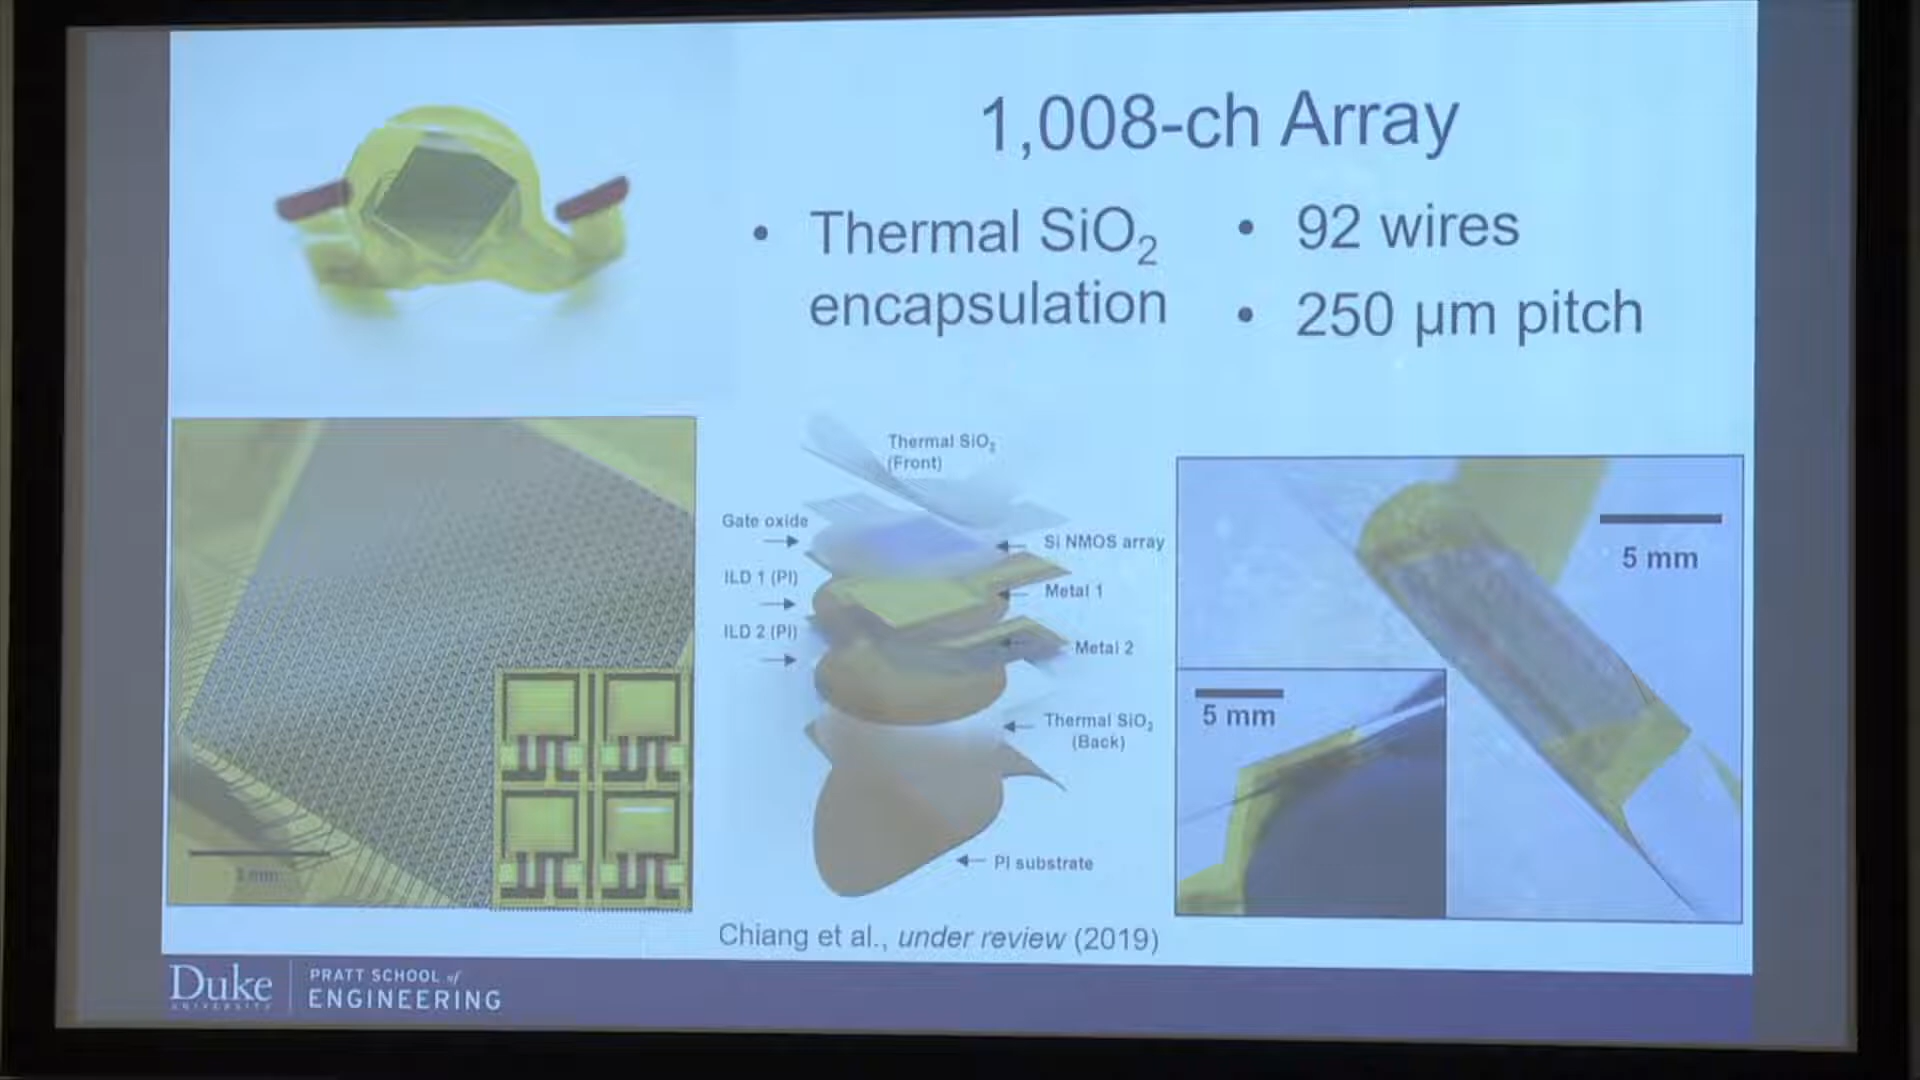 1,008-ch Array
• Thermal SiO₂
encapsulation
• 92 wires
• 250 µm pitch
Thermal SiO₂
(Front)
Gate oxide
Si NMOS array
ILD 1 (PI)
Metal 1
ILD 2 (PI)
Metal 2
Thermal SiO₂
(Back)
PI substrate
5 mm
5 mm
mm
Chiang et al., under review (2019)
Duke
UNIVERSITY
PRATT SCHOOL of
ENGINEERING